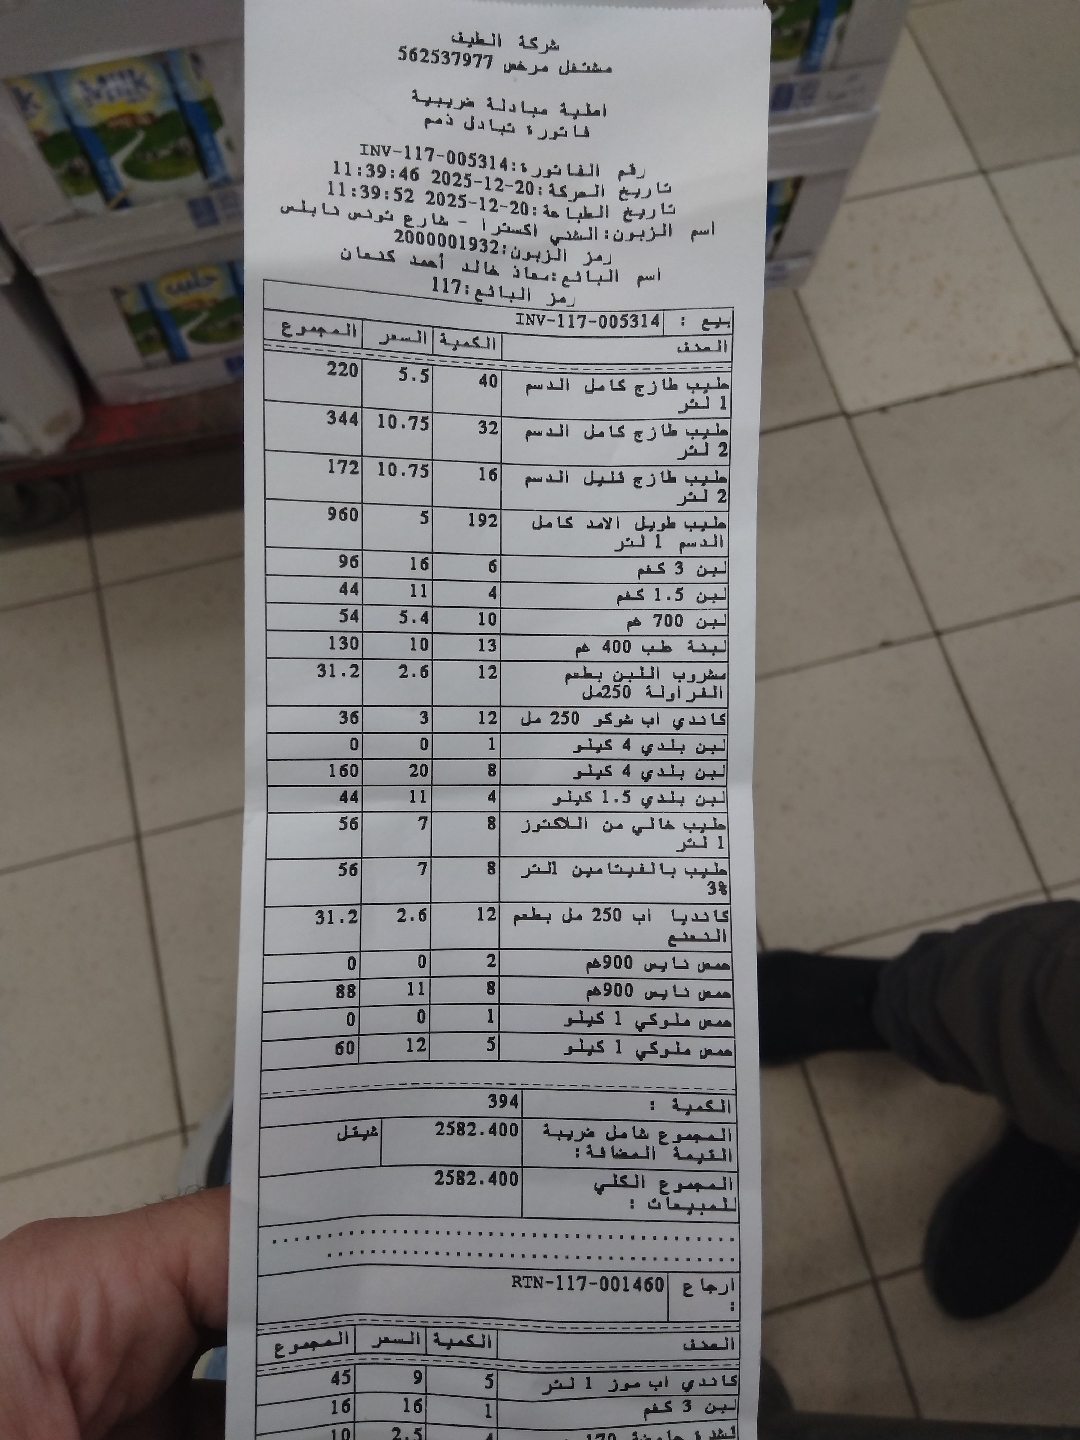 شركة الطيف
مشتغل مرخص 562537977
اصلية مبادلة ضريبية
فاتورة تبادل ذمم
رقم الفاتورة:INV-117-005314
تاريخ الحركة:20-12-2025 11:39:46
تاريخ الطباعة:20-12-2025 11:39:52
اسم الزبون:الشني اكسترا - شارع تونس نابلس
رمز الزبون:2000001932
اسم البائع:معاذ خالد أحمد كنعان
رمز البائع:117
بيع : INV-117-005314
الصنف الكمية السعر المجموع
حليب طازج كامل الدسم 40 5.5 220
1 لتر
حليب طازج كامل الدسم 32 10.75 344
2 لتر
حليب طازج قليل الدسم 16 10.75 172
2 لتر
حليب طويل الامد كامل 192 5 960
الدسم 1 لتر
لبن 3 كغم 6 16 96
لبن 1.5 كغم 4 11 44
لبن 700 غم 10 5.4 54
لبنة علب 400 غم 13 10 130
مشروب اللبن بطعم 12 2.6 31.2
الفراولة 250مل
كاندي اب شوكو 250 مل 12 3 36
لبن بلدي 4 كيلو 1 0 0
لبن بلدي 4 كيلو 8 20 160
لبن بلدي 1.5 كيلو 4 11 44
حليب خالي من اللاكتوز 8 7 56
1 لتر
حليب بالفيتامين 1لتر 8 7 56
3%
كانديا اب 250 مل بطعم 12 2.6 31.2
النعنع
حمص نايس 900غم 2 0 0
حمص نايس 900غم 8 11 88
حمص ملوكي 1 كيلو 1 0 0
حمص ملوكي 1 كيلو 5 12 60
الكمية : 394
المجموع شامل ضريبة 2582.400 شيقل
القيمة المضافة:
المجموع الكلي 2582.400
للمبيعات :
ارجاع RTN-117-001460
:
الصنف الكمية السعر المجموع
كاندي اب موز 1 لتر 5 9 45
لبن 3 كغم 1 16 16
170 4 2.5 10